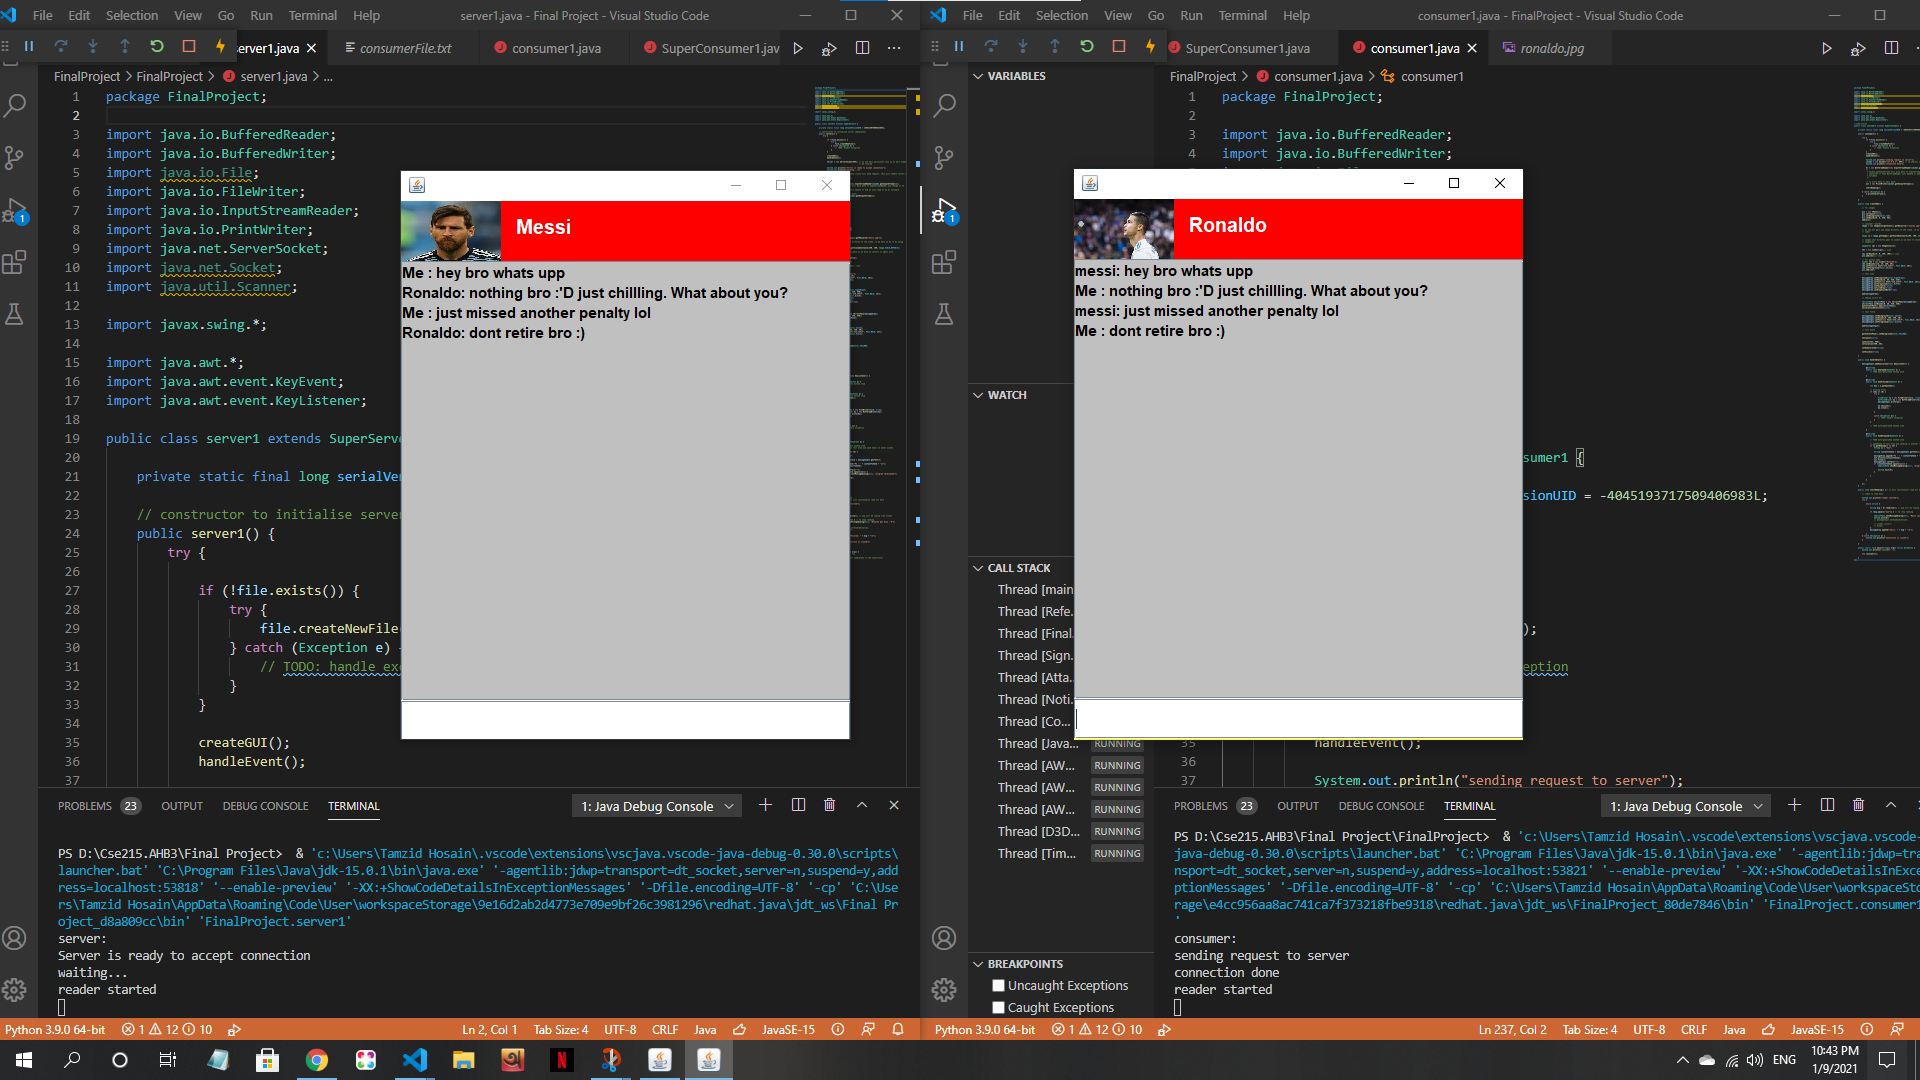 File Edit Selection View Go Run Terminal Help
server1.java - Final Project - Visual Studio Code
server1.java
consumerFile.txt
consumer1.java
SuperConsumer1.jav
FinalProject > FinalProject > server1.java > ...
1 package FinalProject;
2
3 import java.io.BufferedReader;
4 import java.io.BufferedWriter;
5 import java.io.File;
6 import java.io.FileWriter;
7 import java.io.InputStreamReader;
8 import java.io.PrintWriter;
9 import java.net.ServerSocket;
10 import java.net.Socket;
11 import java.util.Scanner;
12
13 import javax.swing.*;
14
15 import java.awt.*;
16 import java.awt.event.KeyEvent;
17 import java.awt.event.KeyListener;
18
19 public class server1 extends SuperServe
20
21 private static final long serialVer
22
23 // constructor to initialise server
24 public server1() {
25 try {
26
27 if (!file.exists()) {
28 try {
29 file.createNewFile(
30 } catch (Exception e)
31 // TODO: handle exc
32 }
33 }
34
35 createGUI();
36 handleEvent();
37
Messi
Me : hey bro whats upp
Ronaldo: nothing bro :'D just chillling. What about you?
Me : just missed another penalty lol
Ronaldo: dont retire bro :)
PROBLEMS 23 OUTPUT DEBUG CONSOLE TERMINAL
1: Java Debug Console
PS D:\Cse215.AHB3\Final Project> & 'c:\Users\Tamzid Hosain\.vscode\extensions\vscjava.vscode-java-debug-0.30.0\scripts\
launcher.bat' 'C:\Program Files\Java\jdk-15.0.1\bin\java.exe' '-agentlib:jdwp=transport=dt_socket,server=n,suspend=y,add
ress=localhost:53818' '--enable-preview' '-XX:+ShowCodeDetailsInExceptionMessages' '-Dfile.encoding=UTF-8' '-cp' 'C:\Use
rs\Tamzid Hosain\AppData\Roaming\Code\User\workspaceStorage\9e16d2ab2d4773e709e9bf26c3981296\redhat.java\jdt_ws\Final Pr
oject_d8a809cc\bin' 'FinalProject.server1'
server:
Server is ready to accept connection
waiting...
reader started
Python 3.9.0 64-bit 1 12 10
Ln 2, Col 1 Tab Size: 4 UTF-8 CRLF Java JavaSE-15
File Edit Selection View Go Run Terminal Help
consumer1.java - FinalProject - Visual Studio Code
SuperConsumer1.java
consumer1.java
ronaldo.jpg
1
VARIABLES
WATCH
CALL STACK
Thread [main
Thread [Refe.
Thread [Final.
Thread [Sign.
Thread [Atta.
Thread [Noti.
Thread [Co...
Thread [Java... RUNNING
Thread [AW... RUNNING
Thread [AW... RUNNING
Thread [AW... RUNNING
Thread [D3D... RUNNING
Thread [Tim... RUNNING
BREAKPOINTS
Uncaught Exceptions
Caught Exceptions
FinalProject > consumer1.java > consumer1
1 package FinalProject;
2
3 import java.io.BufferedReader;
4 import java.io.BufferedWriter;
Ronaldo
messi: hey bro whats upp
Me : nothing bro :'D just chillling. What about you?
messi: just missed another penalty lol
Me : dont retire bro :)
sumer1 {
sionUID = -4045193717509406983L;
);
eption
35 handleEvent();
36
37 System.out.println("sending request to server");
PROBLEMS 23 OUTPUT DEBUG CONSOLE TERMINAL
1: Java Debug Console
PS D:\Cse215.AHB3\Final Project\FinalProject> & 'c:\Users\Tamzid Hosain\.vscode\extensions\vscjava.vscode-
java-debug-0.30.0\scripts\launcher.bat' 'C:\Program Files\Java\jdk-15.0.1\bin\java.exe' '-agentlib:jdwp=tra
nsport=dt_socket,server=n,suspend=y,address=localhost:53821' '--enable-preview' '-XX:+ShowCodeDetailsInExce
ptionMessages' '-Dfile.encoding=UTF-8' '-cp' 'C:\Users\Tamzid Hosain\AppData\Roaming\Code\User\workspaceSto
rage\e4cc956aa8ac741ca7f373218fbe9318\redhat.java\jdt_ws\FinalProject_80de7846\bin' 'FinalProject.consumer1
'
consumer:
sending request to server
connection done
reader started
Python 3.9.0 64-bit 1 12 10
Ln 237, Col 2 Tab Size: 4 UTF-8 CRLF Java JavaSE-15
ENG
10:43 PM
1/9/2021